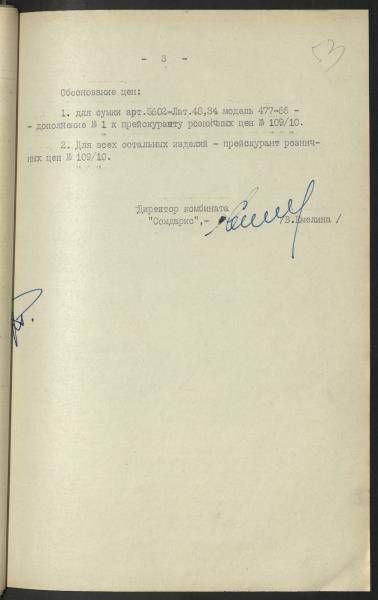 - 3 -
53
Обоснование цен:
1. для сумки арт.5602-Лат.48,34 модель 477-66 -
- дополнение № 1 к прейскуранту розничных цен № 109/10.
2. Для всех остальных изделий - прейскурант рознич-
ных цен № 109/10.
Директор комбината
"Сомдарис",-
/З.Емелина/